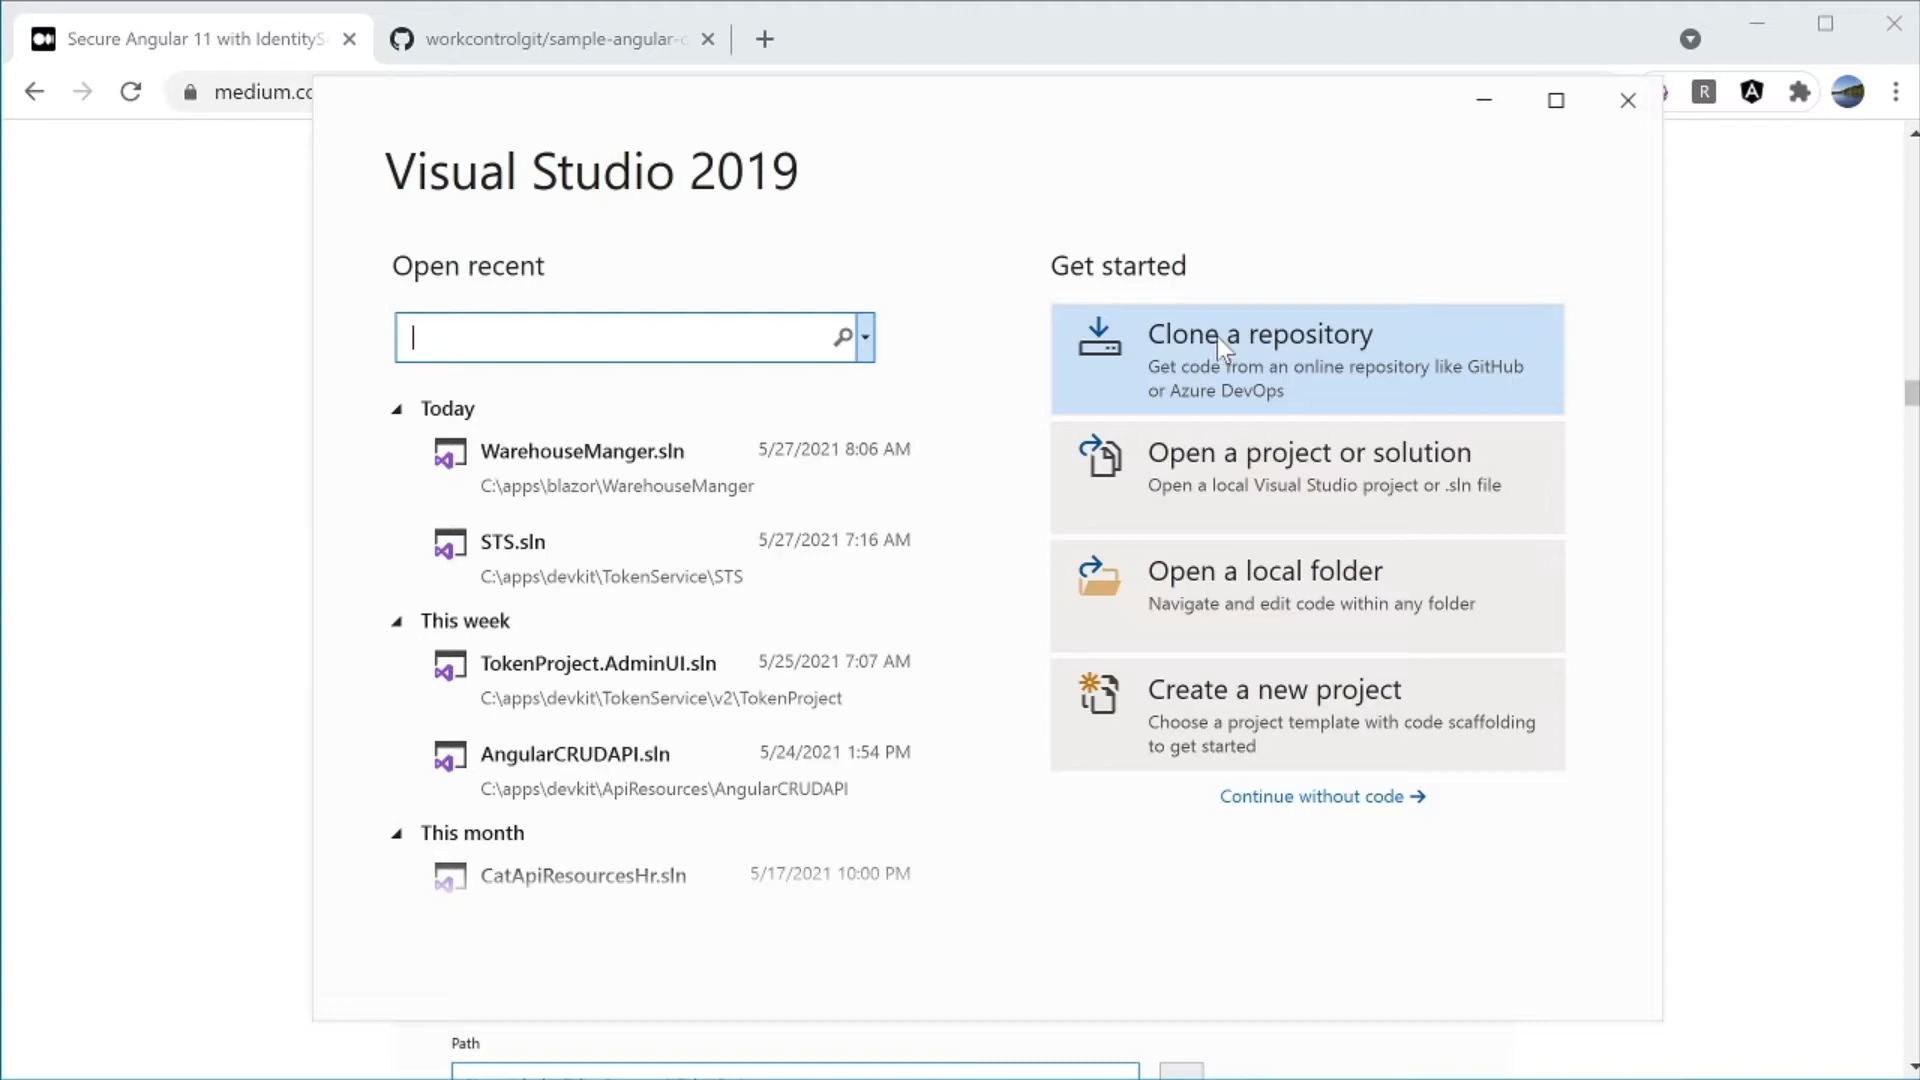 Secure Angular 11 with IdentityS
workcontrolgit/sample-angular-c
medium.co
R
A
Visual Studio 2019
Open recent
Today
WarehouseManger.sln 5/27/2021 8:06 AM
C:\apps\blazor\WarehouseManger
STS.sln 5/27/2021 7:16 AM
C:\apps\devkit\TokenService\STS
This week
TokenProject.AdminUI.sln 5/25/2021 7:07 AM
C:\apps\devkit\TokenService\v2\TokenProject
AngularCRUDAPI.sln 5/24/2021 1:54 PM
C:\apps\devkit\ApiResources\AngularCRUDAPI
This month
CatApiResourcesHr.sln 5/17/2021 10:00 PM
Get started
Clone a repository
Get code from an online repository like GitHub
or Azure DevOps
Open a project or solution
Open a local Visual Studio project or .sln file
Open a local folder
Navigate and edit code within any folder
Create a new project
Choose a project template with code scaffolding
to get started
Continue without code →
Path